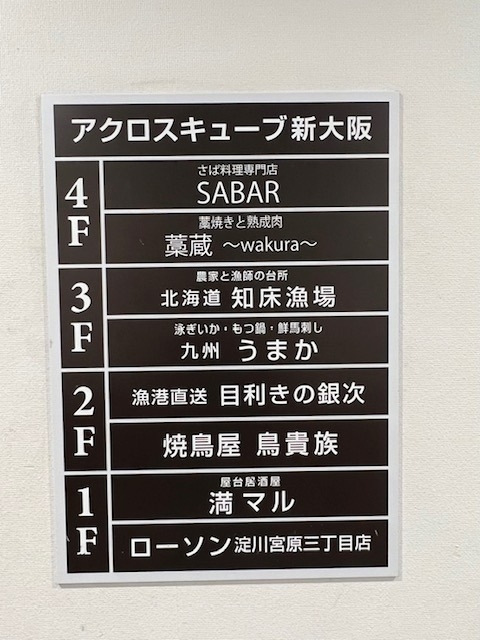 アクロスキューブ新大阪
4F
さば料理専門店
SABAR
藁焼きと熟成肉
藁蔵 〜wakura〜
3F
農家と漁師の台所
北海道 知床漁場
泳ぎいか・もつ鍋・鮮馬刺し
九州 うまか
2F
漁港直送 目利きの銀次
焼鳥屋 鳥貴族
1F
屋台居酒屋
満マル
ローソン 淀川宮原三丁目店